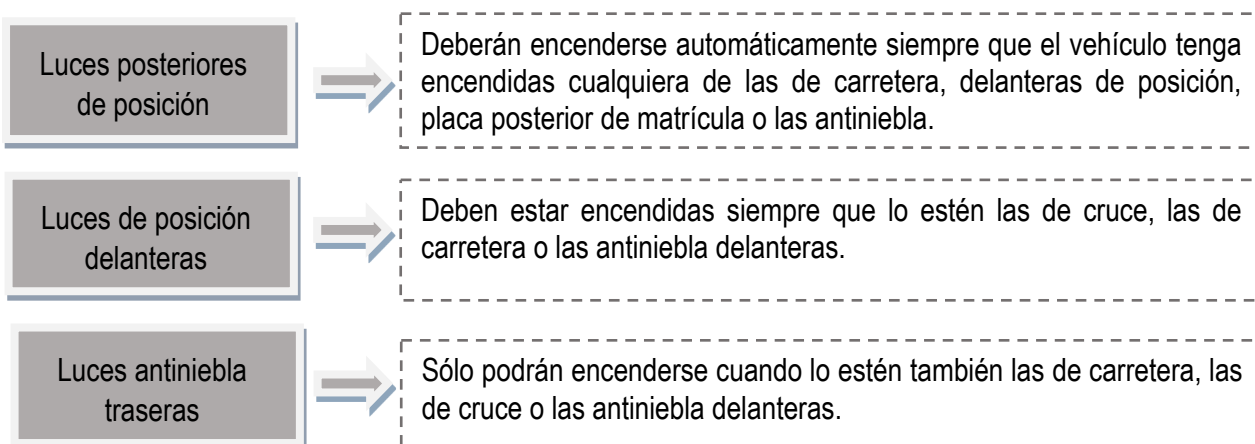 Luces posteriores
de posición
Deberán encenderse automáticamente siempre que el vehículo tenga
encendidas cualquiera de las de carretera, delanteras de posición,
placa posterior de matrícula o las antiniebla.
Luces de posición
delanteras
Deben estar encendidas siempre que lo estén las de cruce, las de
carretera o las antiniebla delanteras.
Luces antiniebla
traseras
Sólo podrán encenderse cuando lo estén también las de carretera, las
de cruce o las antiniebla delanteras.